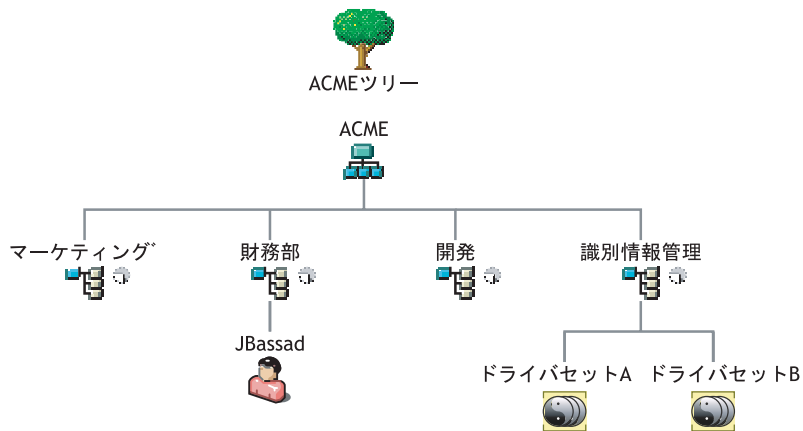 ACMEツリー
ACME
マーケティング
財務部
開発
識別情報管理
JBassad
ドライバセットA
ドライバセットB